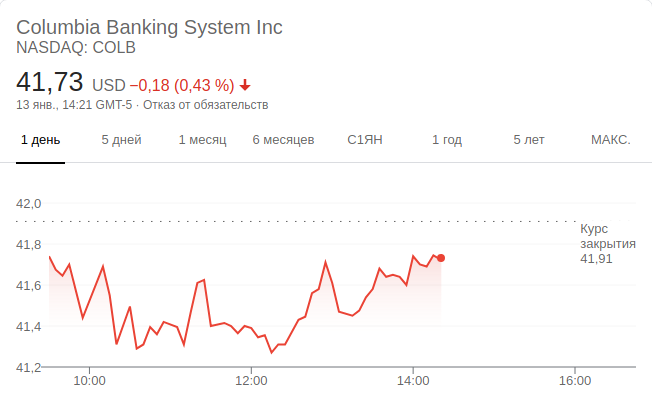 Columbia Banking System Inc
NASDAQ: COLB
41,73 USD −0,18 (0,43 %)
13 янв., 14:21 GMT-5 · Отказ от обязательств
1 день 5 дней 1 месяц 6 месяцев С1ЯН 1 год 5 лет МАКС.
42,0
41,8
41,6
41,4
41,2
Курс
закрытия
41,91
10:00 12:00 14:00 16:00